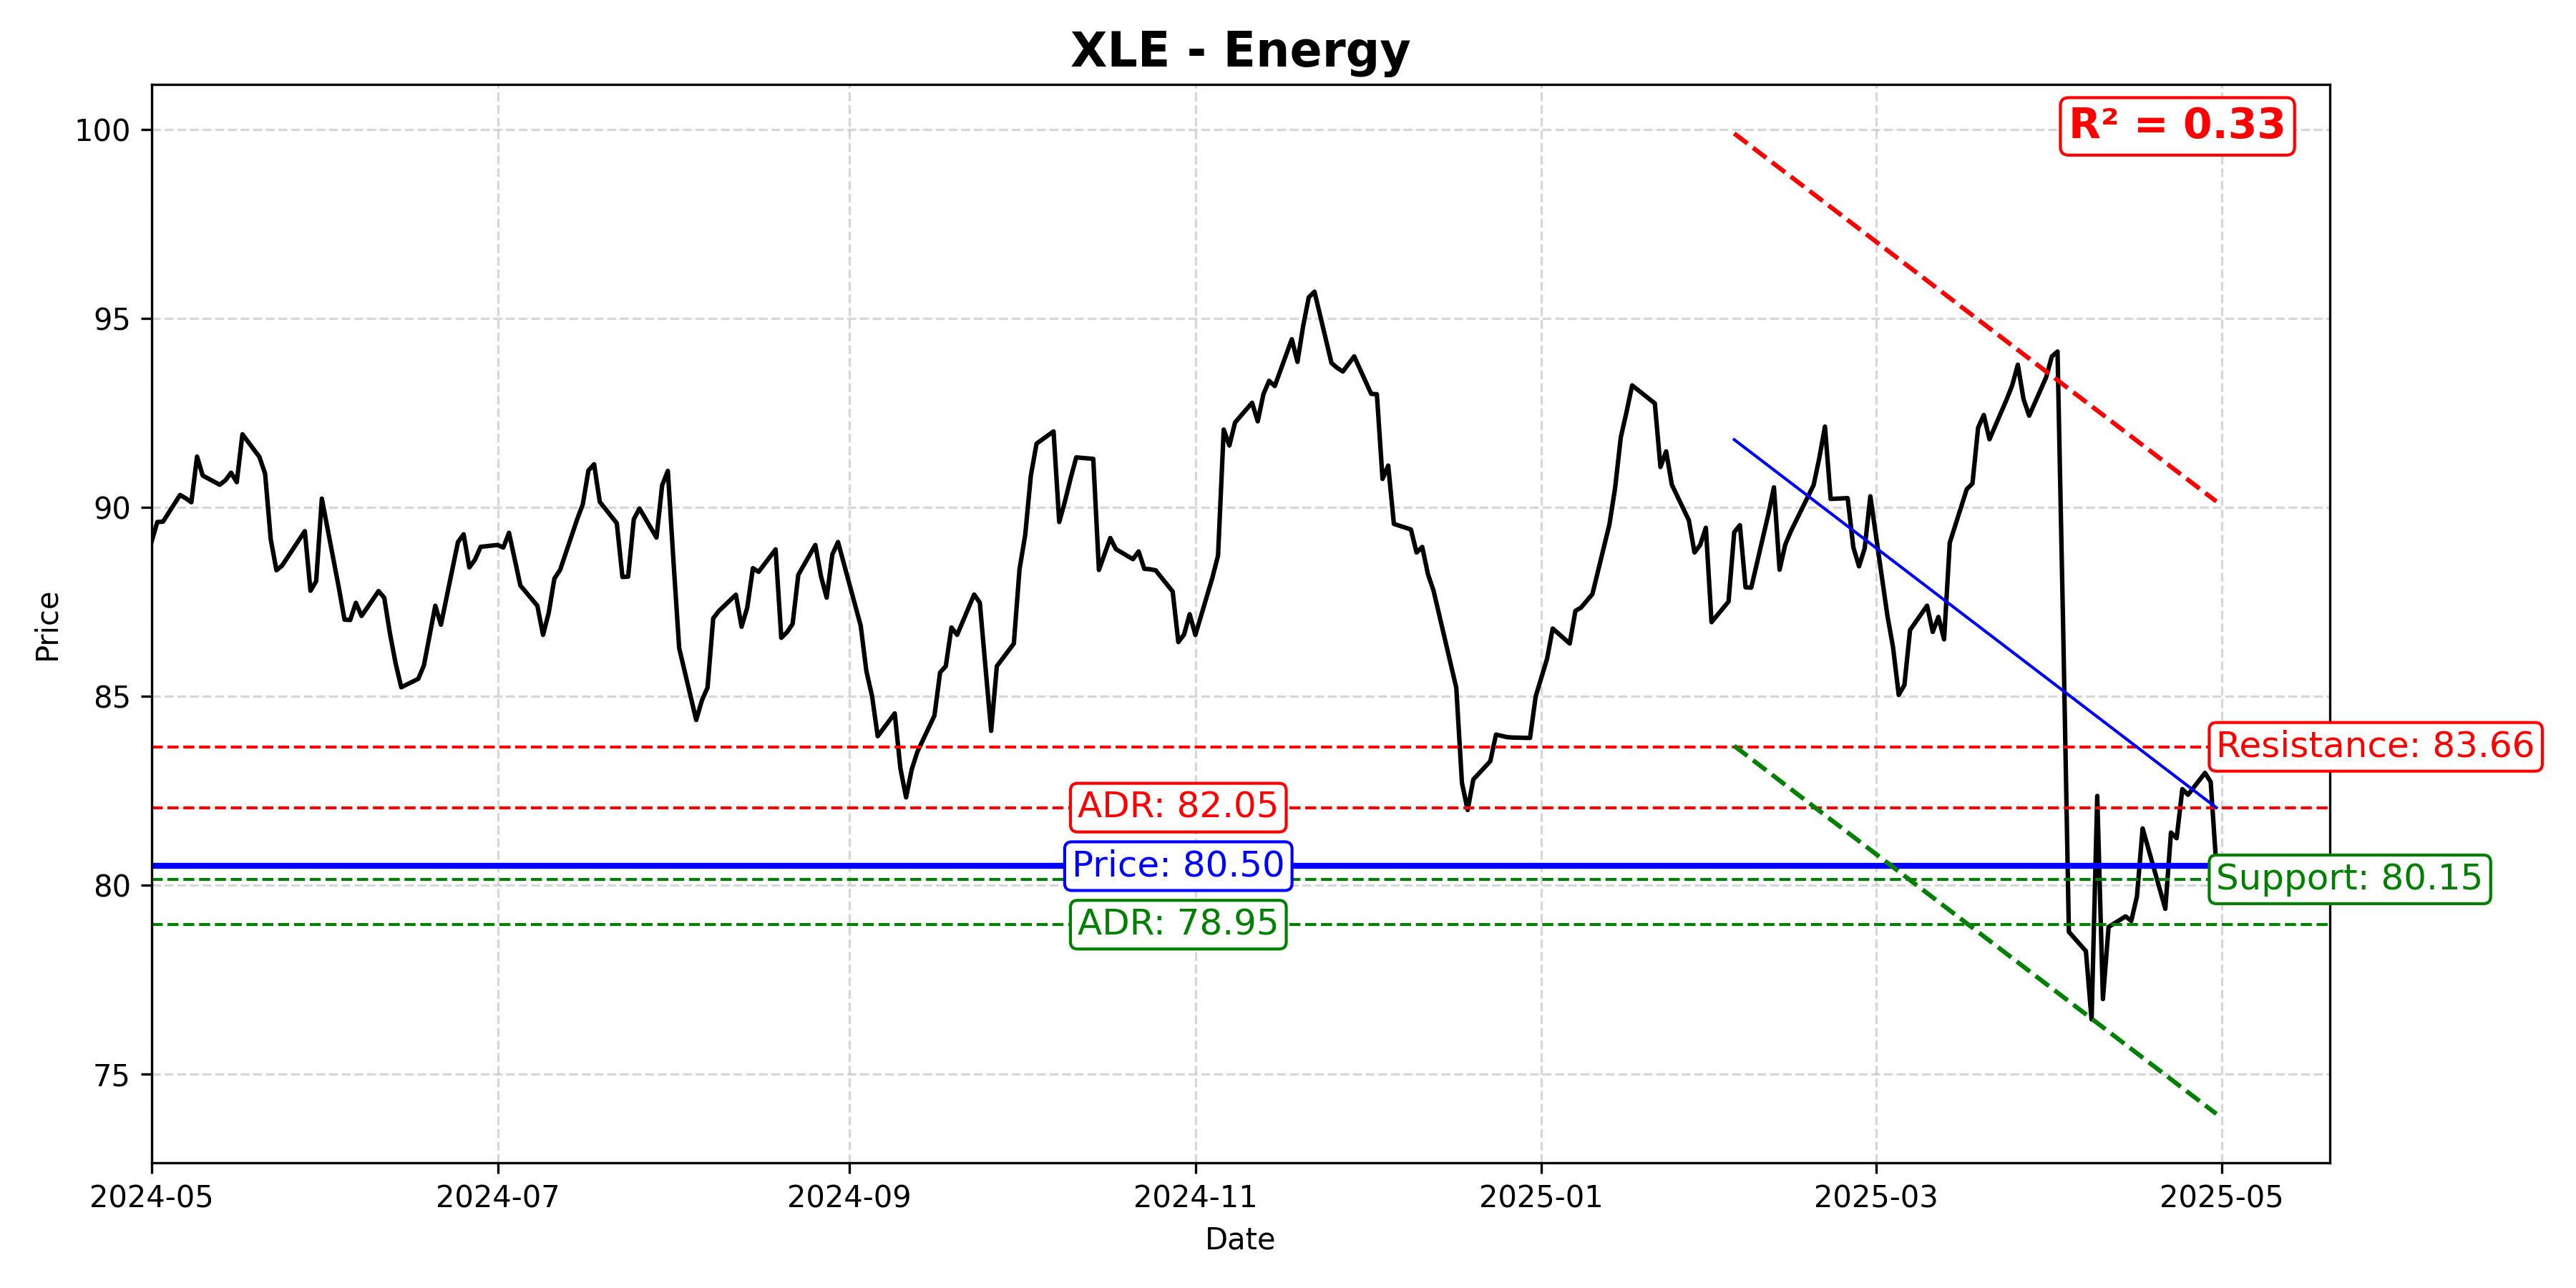 XLE - Energy
R² = 0.33
100
95
90
85
80
75
Price
Resistance: 83.66
ADR: 82.05
Price: 80.50
Support: 80.15
ADR: 78.95
2024-05
2024-07
2024-09
2024-11
2025-01
2025-03
2025-05
Date